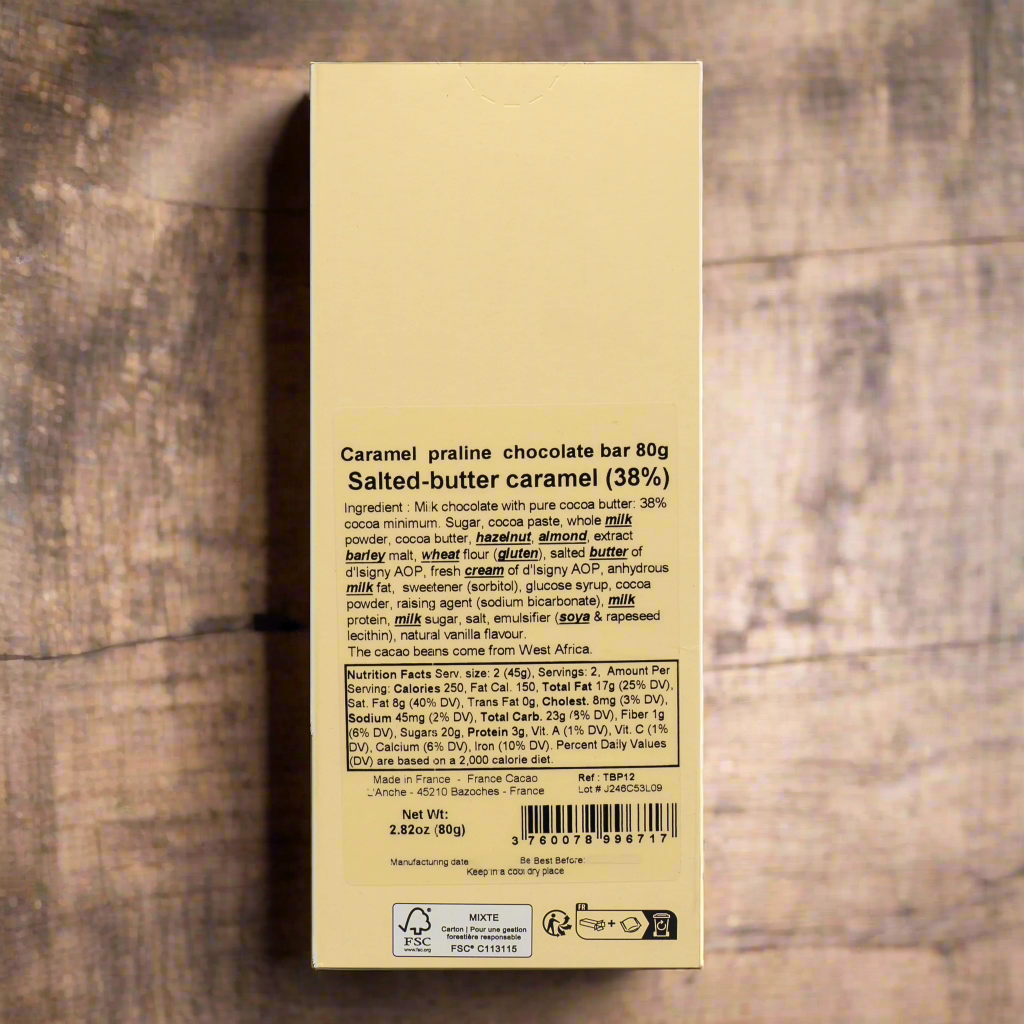 Caramel praline chocolate bar 80g
Salted-butter caramel (38%)
Ingredient : Milk chocolate with pure cocoa butter: 38%
cocoa minimum. Sugar, cocoa paste, whole milk
powder, cocoa butter, hazelnut, almond, extract
barley malt, wheat flour (gluten), salted butter of
d'Isigny AOP, fresh cream of d'Isigny AOP, anhydrous
milk fat, sweetener (sorbitol), glucose syrup, cocoa
powder, raising agent (sodium bicarbonate), milk
protein, milk sugar, salt, emulsifier (soya & rapeseed
lecithin), natural vanilla flavour.
The cacao beans come from West Africa.
Nutrition Facts Serv. size: 2 (45g), Servings: 2, Amount Per
Serving: Calories 250, Fat Cal. 150, Total Fat 17g (25% DV),
Sat. Fat 8g (40% DV), Trans Fat 0g, Cholest. 8mg (3% DV),
Sodium 45mg (2% DV), Total Carb. 23g (8% DV), Fiber 1g
(6% DV), Sugars 20g, Protein 3g, Vit. A (1% DV), Vit. C (1%
DV), Calcium (6% DV), Iron (10% DV). Percent Daily Values
(DV) are based on a 2,000 calorie diet.
Made in France - France Cacao
L'Anche - 45210 Bazoches - France
Ref : TBP12
Lot # J246C53L09
Net Wt:
2.82oz (80g)
3 760078 996717
Manufacturing date
Be Best Before:
Keep in a cool dry place
FSC
www.fsc.org
MIXTE
Carton | Pour une gestion
forestière responsable
FSC® C113115
FR
+